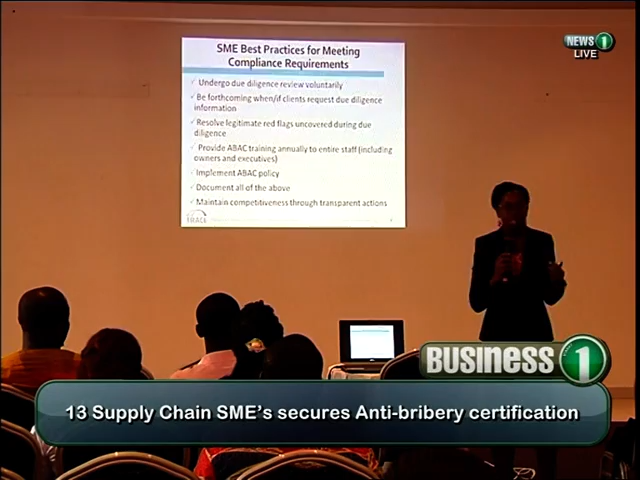 NEWS 1
LIVE
SME Best Practices for Meeting
Compliance Requirements
✓ Undergo due diligence review voluntarily
✓ Be forthcoming when/if clients request due diligence
information
✓ Resolve legitimate red flags uncovered during due
diligence
✓ Provide ABAC training annually to entire staff (including
owners and executives)
✓ Implement ABAC policy
✓ Document all of the above
✓ Maintain competitiveness through transparent actions
TRACE
BUSINESS 1
13 Supply Chain SME's secures Anti-bribery certification